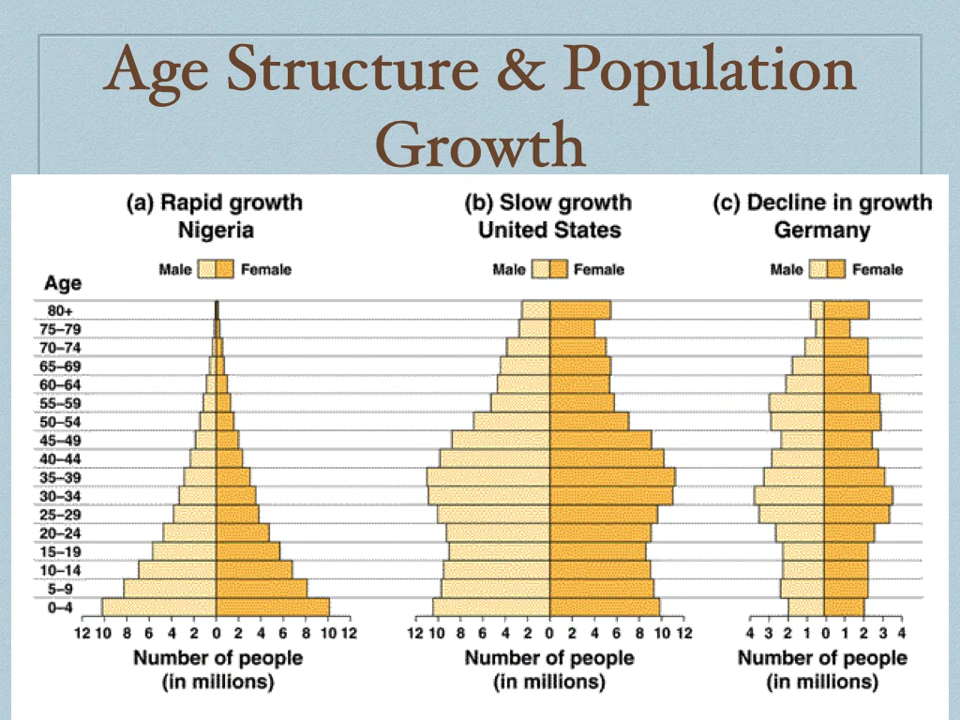 Age Structure & Population
Growth
(a) Rapid growth
Nigeria
(b) Slow growth
United States
(c) Decline in growth
Germany
Male Female
Male Female
Male Female
Age
80+
75–79
70–74
65–69
60–64
55–59
50–54
45–49
40–44
35–39
30–34
25–29
20–24
15–19
10–14
5–9
0–4
12 10 8 6 4 2 0 2 4 6 8 10 12
12 10 8 6 4 2 0 2 4 6 8 10 12
4 3 2 1 0 1 2 3 4
Number of people
(in millions)
Number of people
(in millions)
Number of people
(in millions)